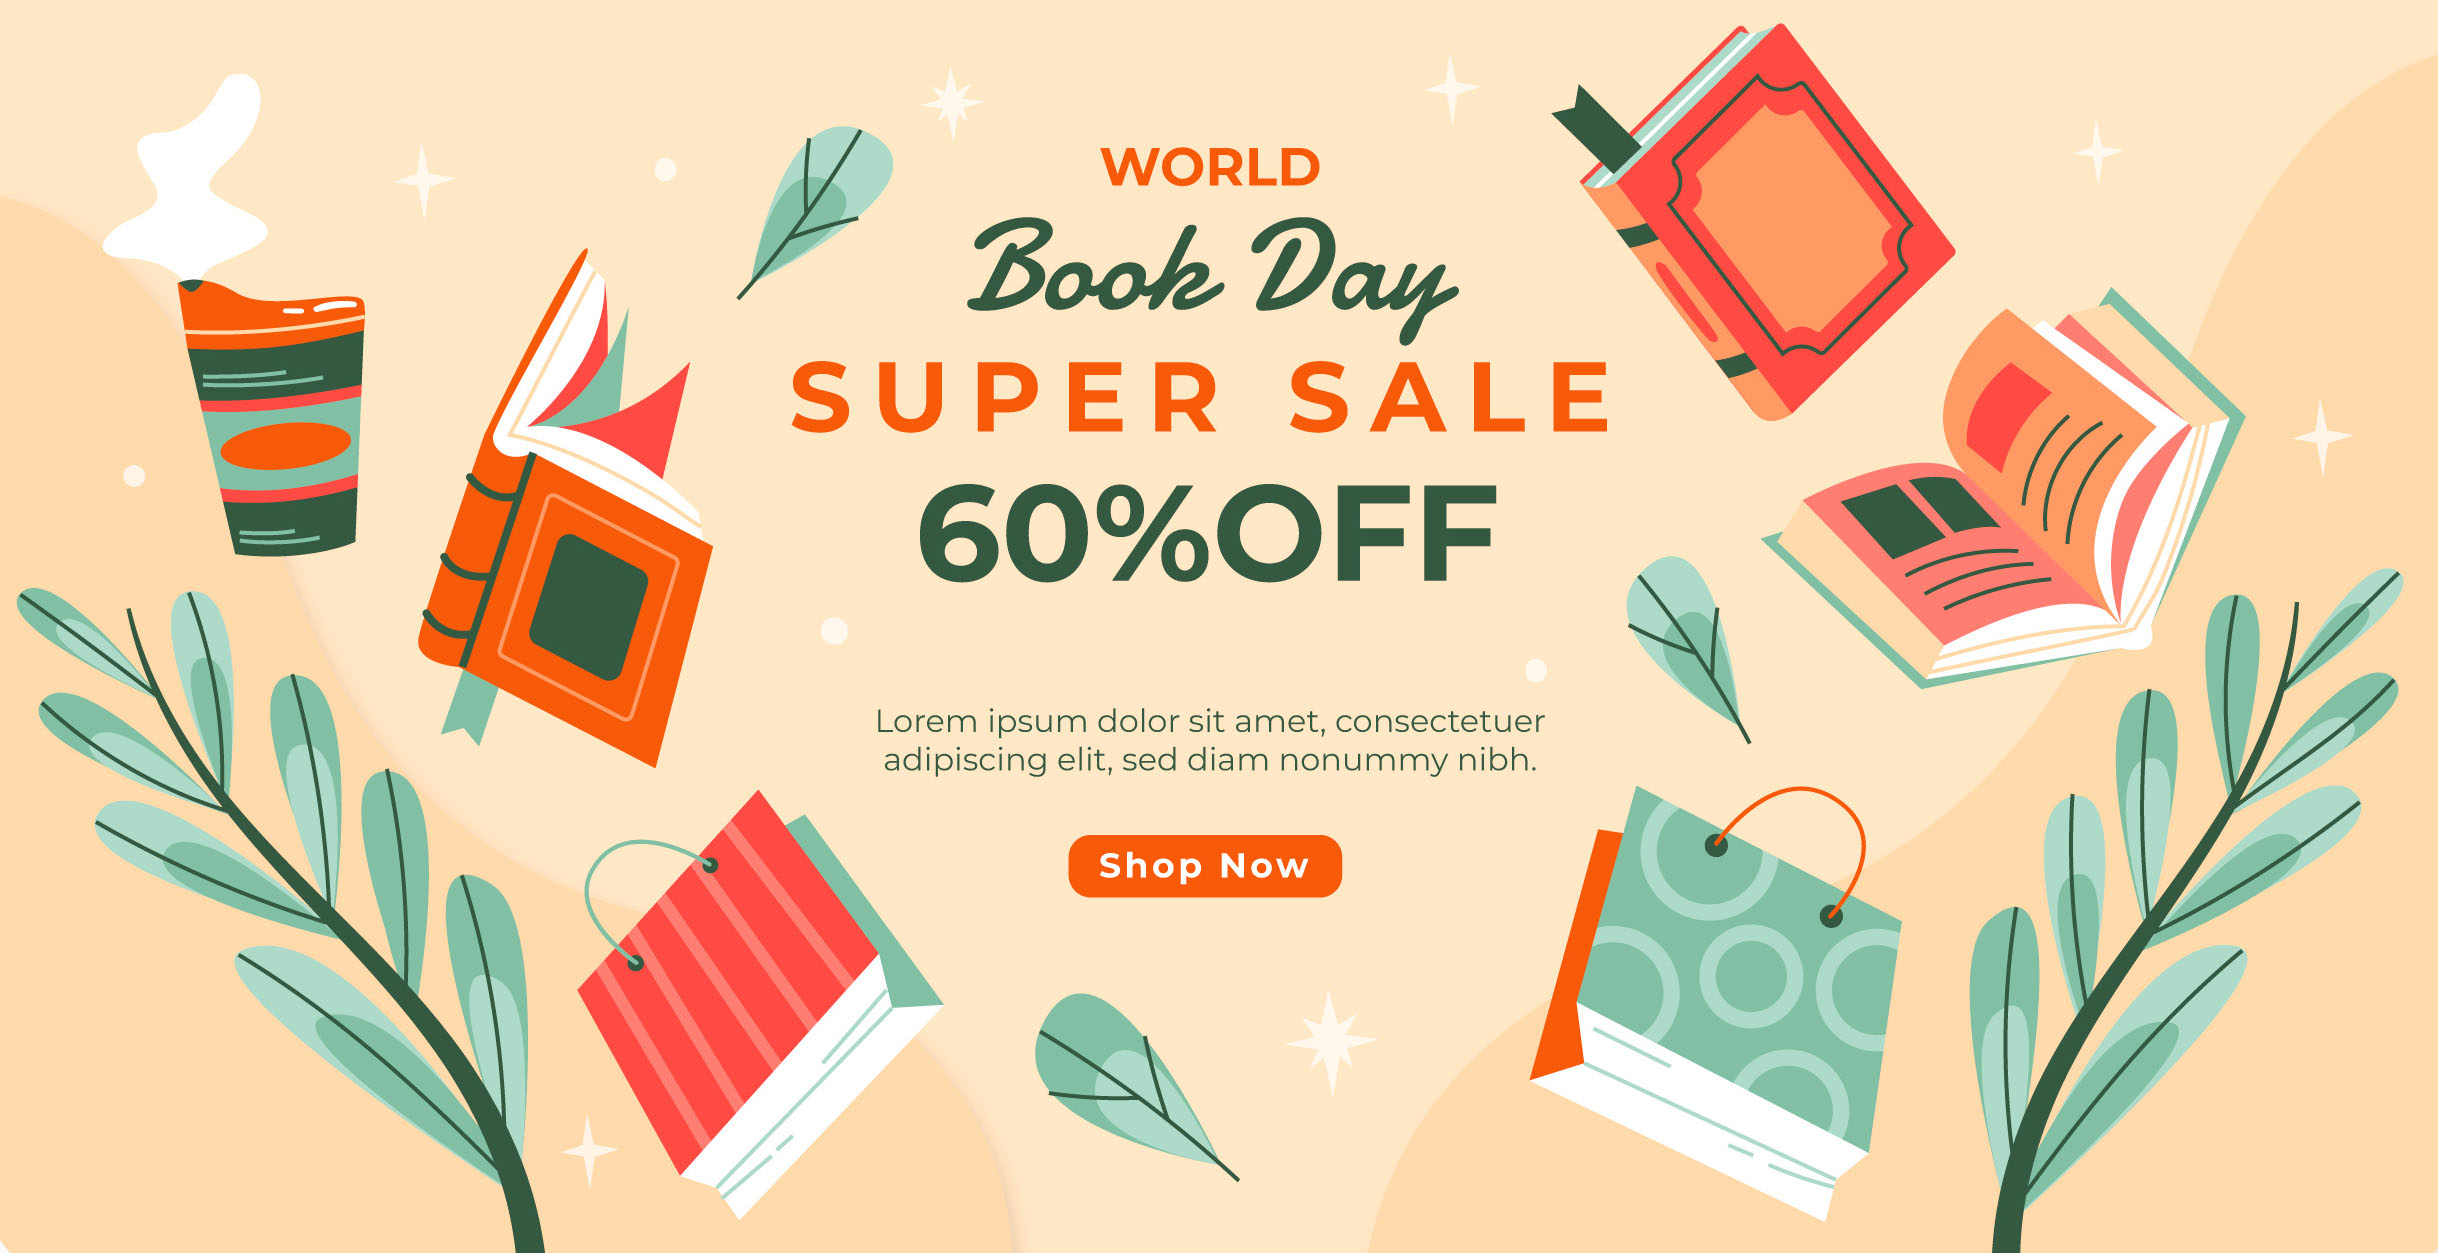 WORLD
Book Day
SUPER SALE
60%OFF
Lorem ipsum dolor sit amet, consectetuer
adipiscing elit, sed diam nonummy nibh.
Shop Now